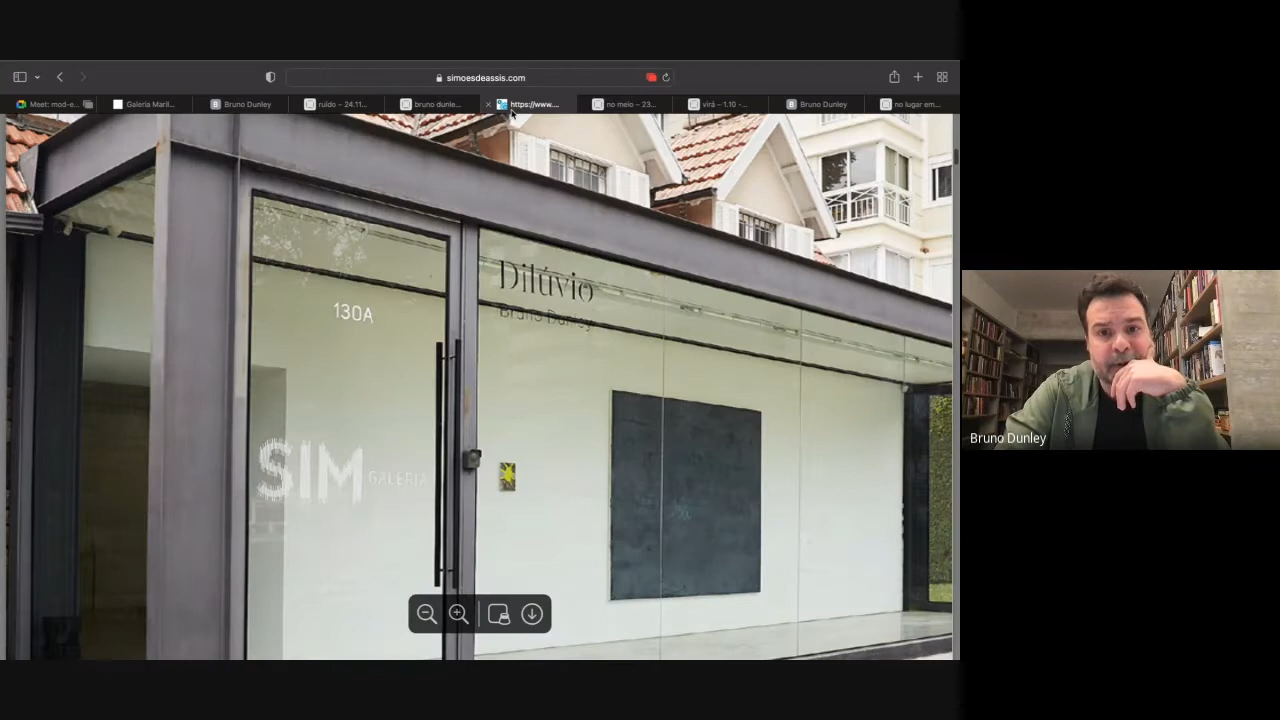 simoesdeassis.com
Meet: mod-e...
Galeria Maril...
Bruno Dunley
ruído – 24.11...
bruno dunle...
https://www....
no meio – 23...
virá – 1.10 -...
Bruno Dunley
no lugar em...
Dilúvio
Bruno Dunley
130A
SIM GALERIA
Bruno Dunley